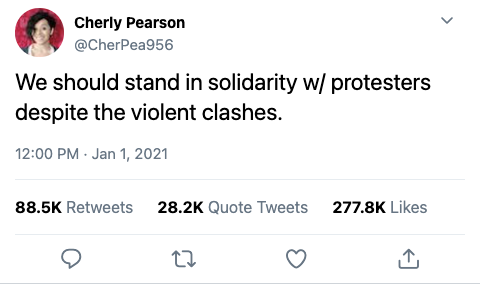 Cherly Pearson
@CherPea956
We should stand in solidarity w/ protesters
despite the violent clashes.
12:00 PM · Jan 1, 2021
88.5K Retweets 28.2K Quote Tweets 277.8K Likes